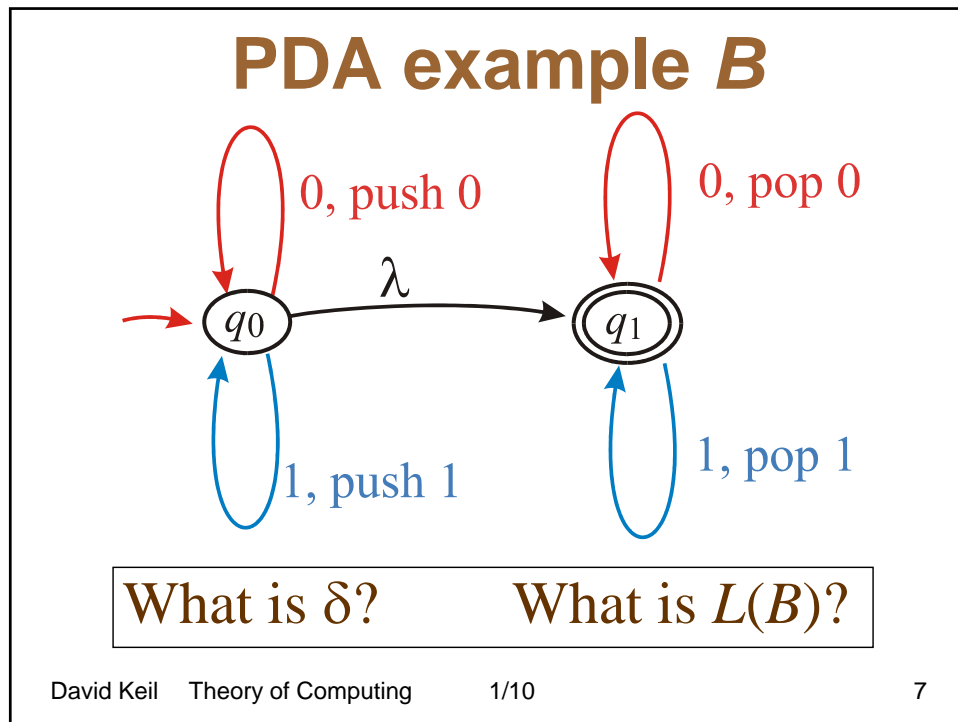 PDA example B
0, push 0
0, pop 0
λ
q0
q1
1, push 1
1, pop 1
What is δ? What is L(B)?
David Keil Theory of Computing 1/10 7